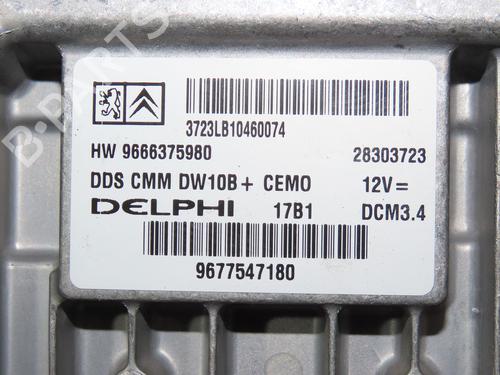 3723LB10460074
HW 9666375980 28303723
DDS CMM DW10B+ CEMO 12V=
DELPHI 17B1 DCM3.4
9677547180
B-PARTS